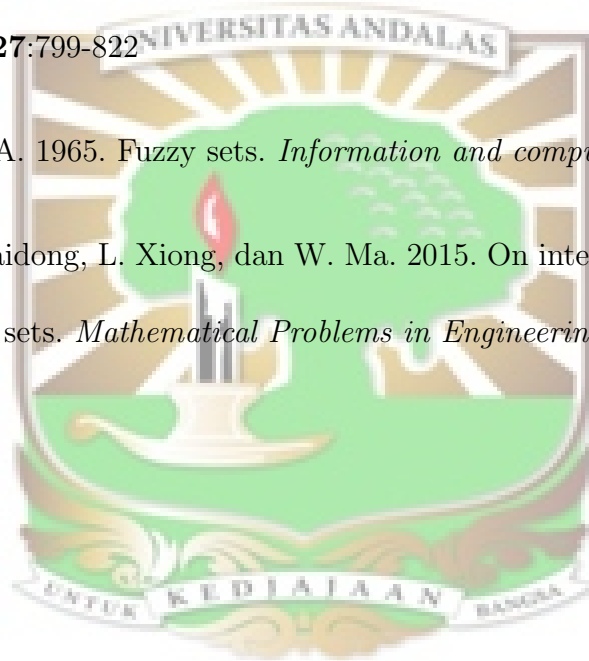 27:799-822
UNIVERSITAS ANDALAS
A. 1965. Fuzzy sets. Information and compu
aidong, L. Xiong, dan W. Ma. 2015. On inte
sets. Mathematical Problems in Engineerin
UNTUK KEDJAJAAN BANGSA